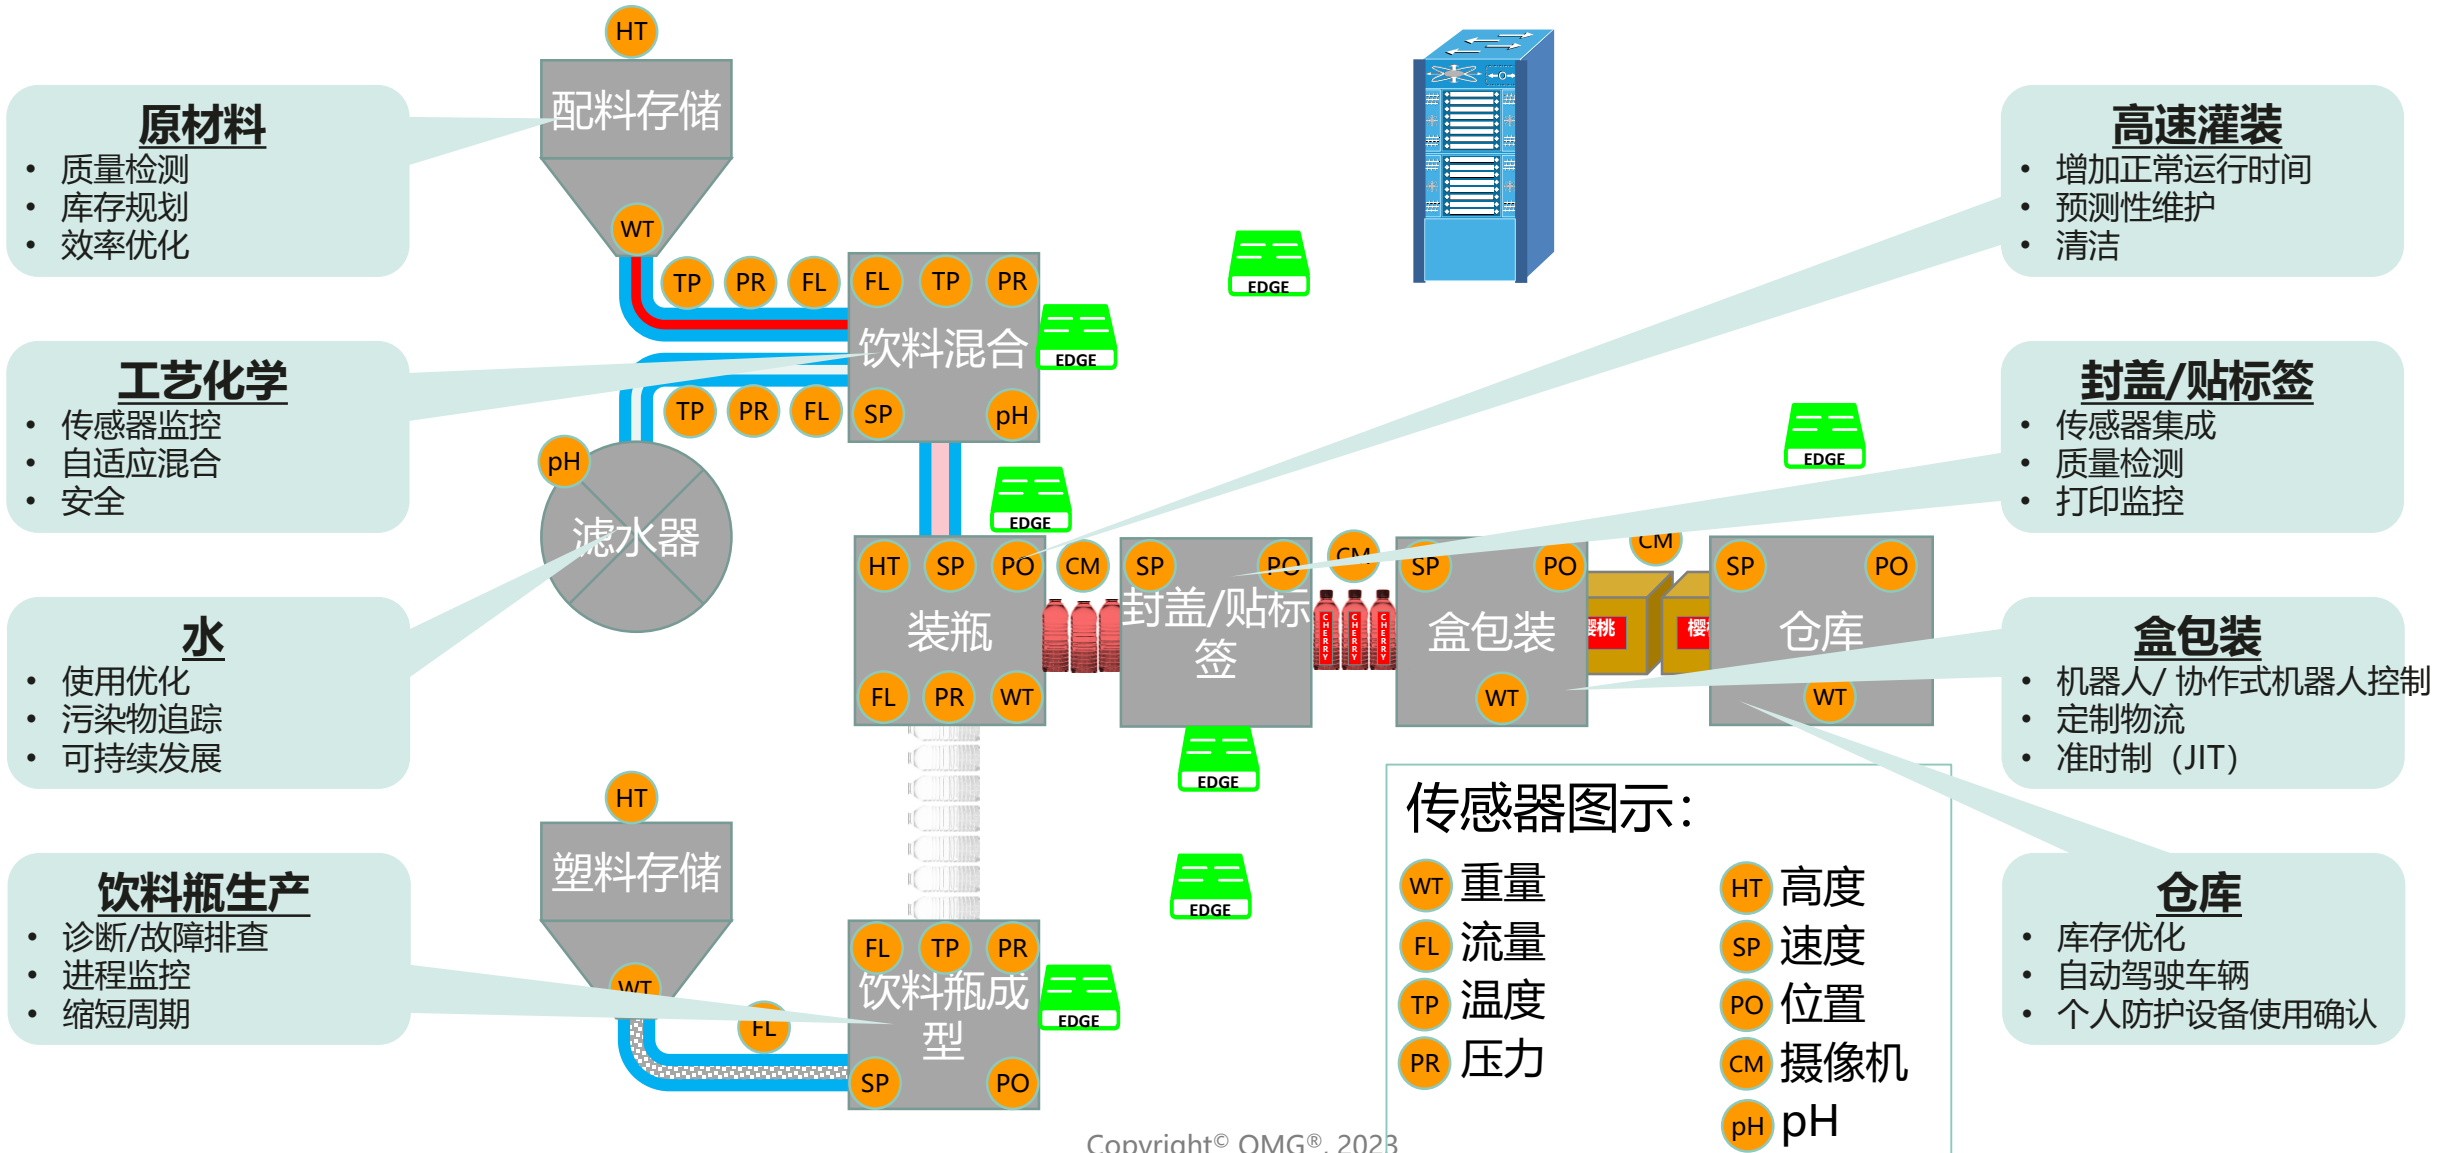 原材料
• 质量检测
• 库存规划
• 效率优化
工艺化学
• 传感器监控
• 自适应混合
• 安全
水
• 使用优化
• 污染物追踪
• 可持续发展
饮料瓶生产
• 诊断/故障排查
• 进程监控
• 缩短周期
HT
配料存储
WT
TP PR FL
FL TP PR
饮料混合
SP pH
EDGE
TP PR FL
pH
滤水器
EDGE
EDGE
HT SP PO
装瓶
FL PR WT
CM
SP PO
封盖/贴标
签
EDGE
CM
CHERRY CHERRY CHERRY
SP PO
盒包装
WT
CM
樱桃
樱
SP PO
仓库
WT
EDGE
HT
塑料存储
WT
FL
FL TP PR
饮料瓶成
型
SP PO
EDGE
EDGE
高速灌装
• 增加正常运行时间
• 预测性维护
• 清洁
封盖/贴标签
• 传感器集成
• 质量检测
• 打印监控
盒包装
• 机器人/ 协作式机器人控制
• 定制物流
• 准时制（JIT）
仓库
• 库存优化
• 自动驾驶车辆
• 个人防护设备使用确认
传感器图示：
WT 重量
FL 流量
TP 温度
PR 压力
HT 高度
SP 速度
PO 位置
CM 摄像机
pH pH
Copyright© OMG®, 2023